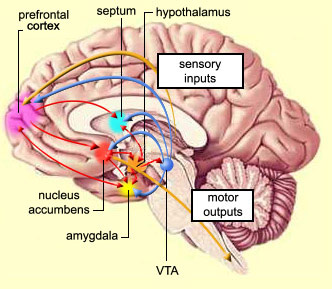 prefrontal
cortex
septum
hypothalamus
sensory
inputs
nucleus
accumbens
motor
outputs
amygdala
VTA